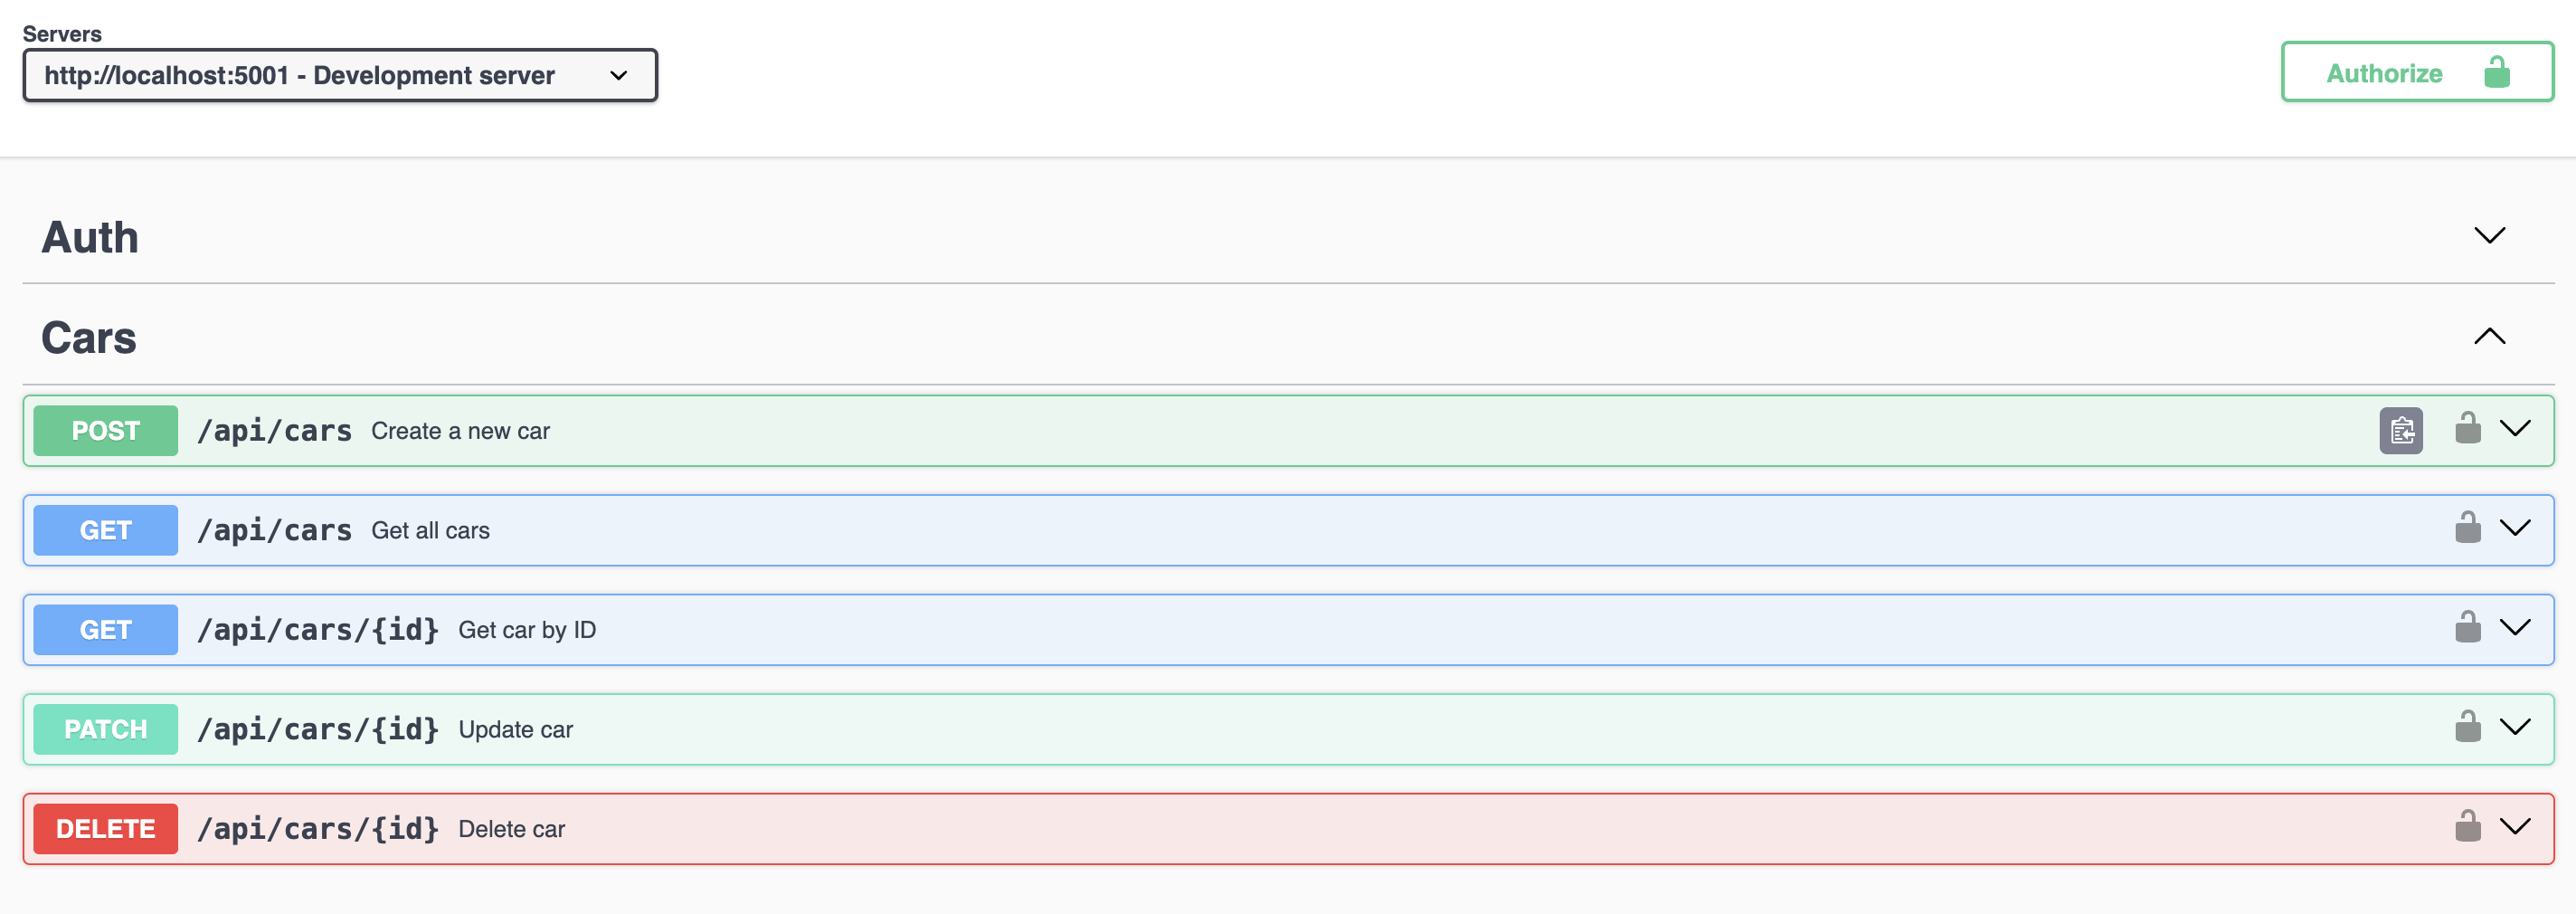 Servers
http://localhost:5001 - Development server
Authorize
Auth
Cars
POST /api/cars Create a new car
GET /api/cars Get all cars
GET /api/cars/{id} Get car by ID
PATCH /api/cars/{id} Update car
DELETE /api/cars/{id} Delete car